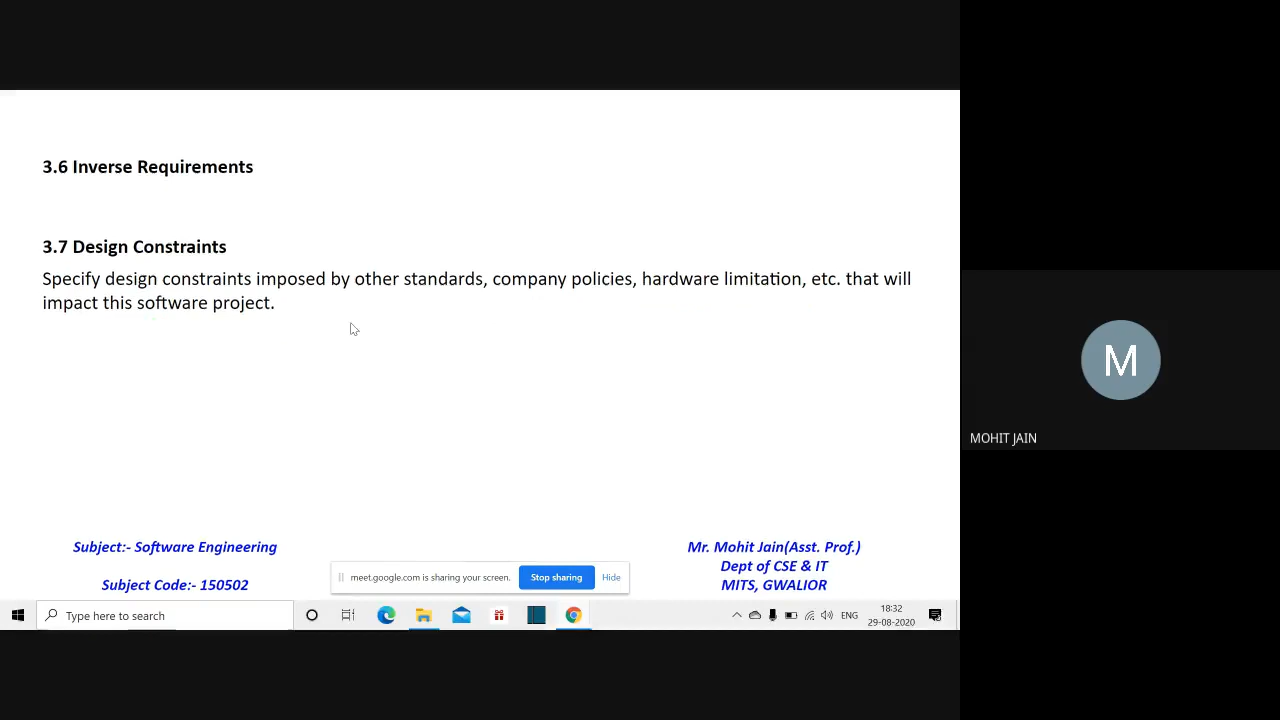 3.6 Inverse Requirements
3.7 Design Constraints
Specify design constraints imposed by other standards, company policies, hardware limitation, etc. that will
impact this software project.
M
MOHIT JAIN
Subject:- Software Engineering
Subject Code:- 150502
Mr. Mohit Jain(Asst. Prof.)
Dept of CSE & IT
MITS, GWALIOR
meet.google.com is sharing your screen.
Stop sharing
Hide
Type here to search
ENG
18:32
29-08-2020